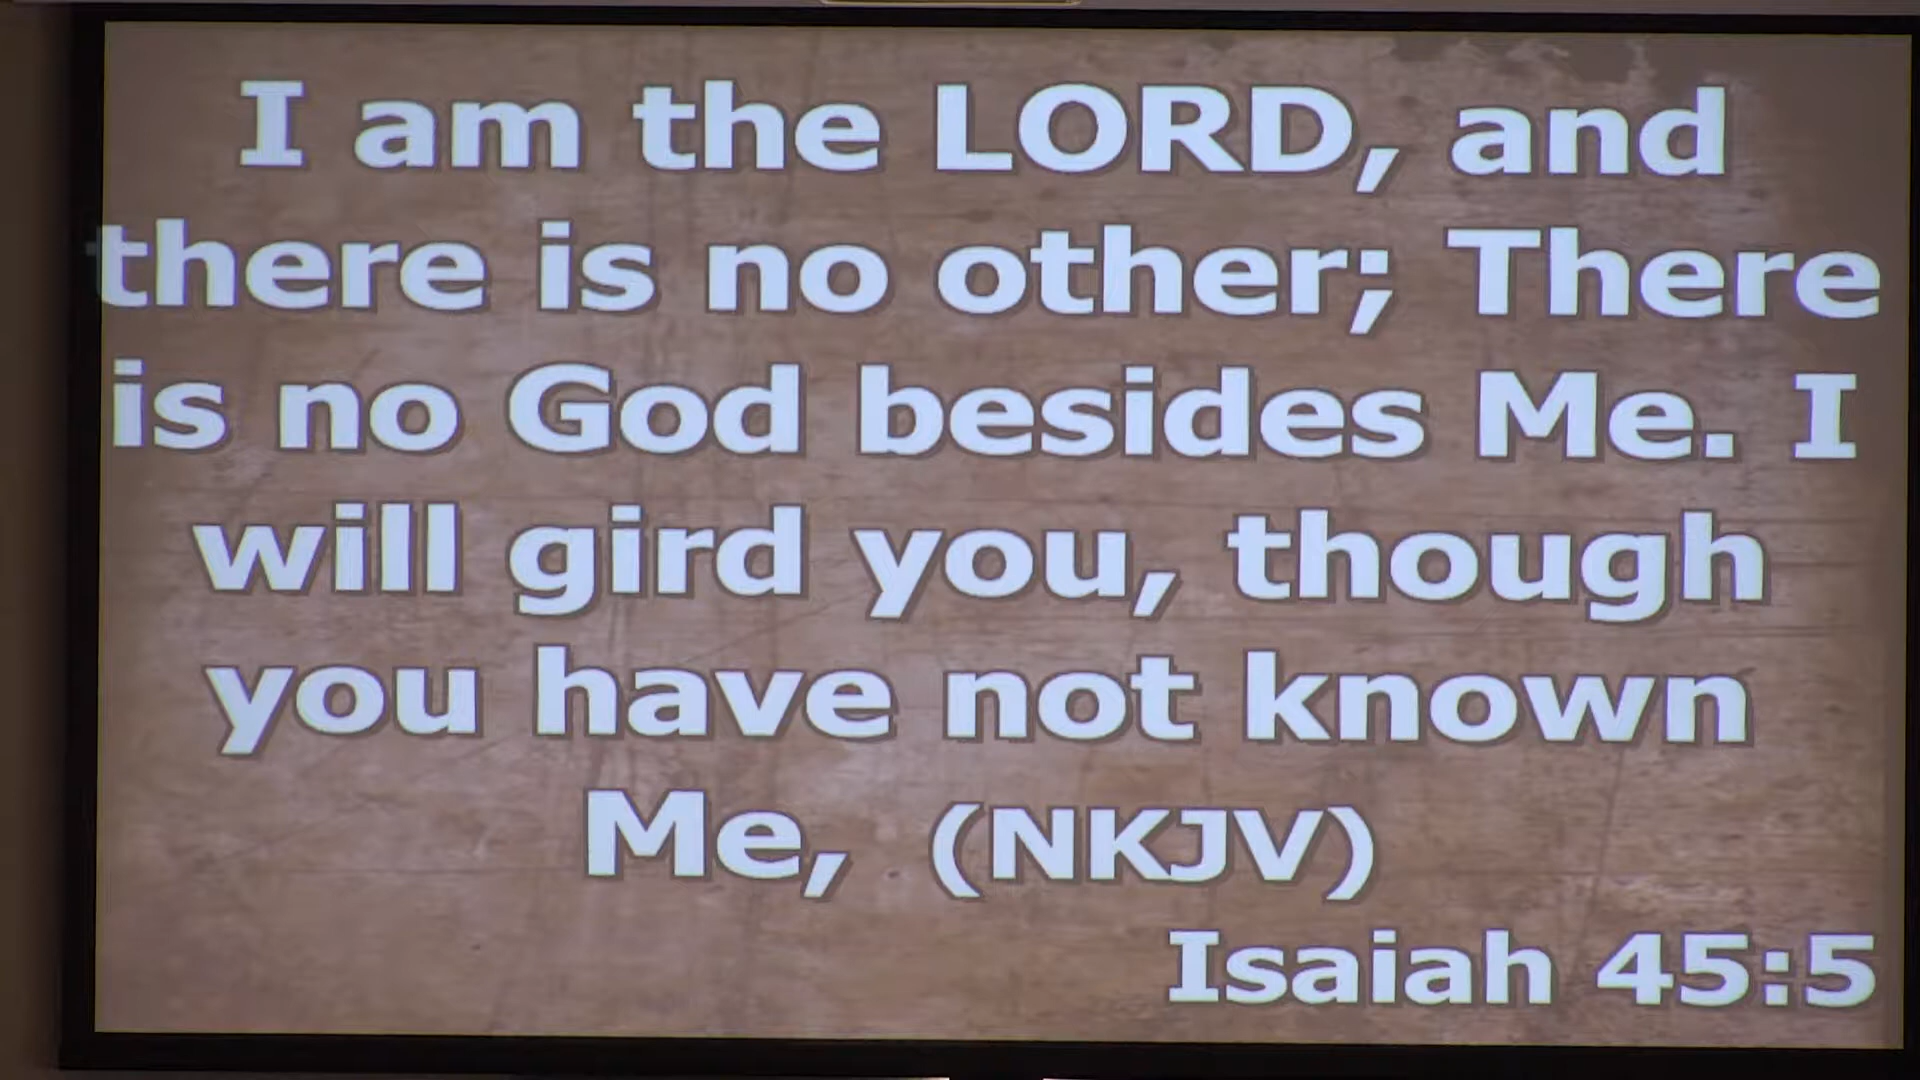 I am the LORD, and
there is no other; There
is no God besides Me. I
will gird you, though
you have not known
Me, (NKJV)
Isaiah 45:5